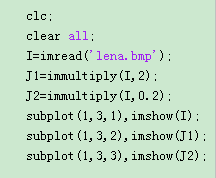 clc;
clear all;
I=imread('lena.bmp');
J1=immultiply(I,2);
J2=immultiply(I,0.2);
subplot(1,3,1),imshow(I);
subplot(1,3,2),imshow(J1);
subplot(1,3,3),imshow(J2);